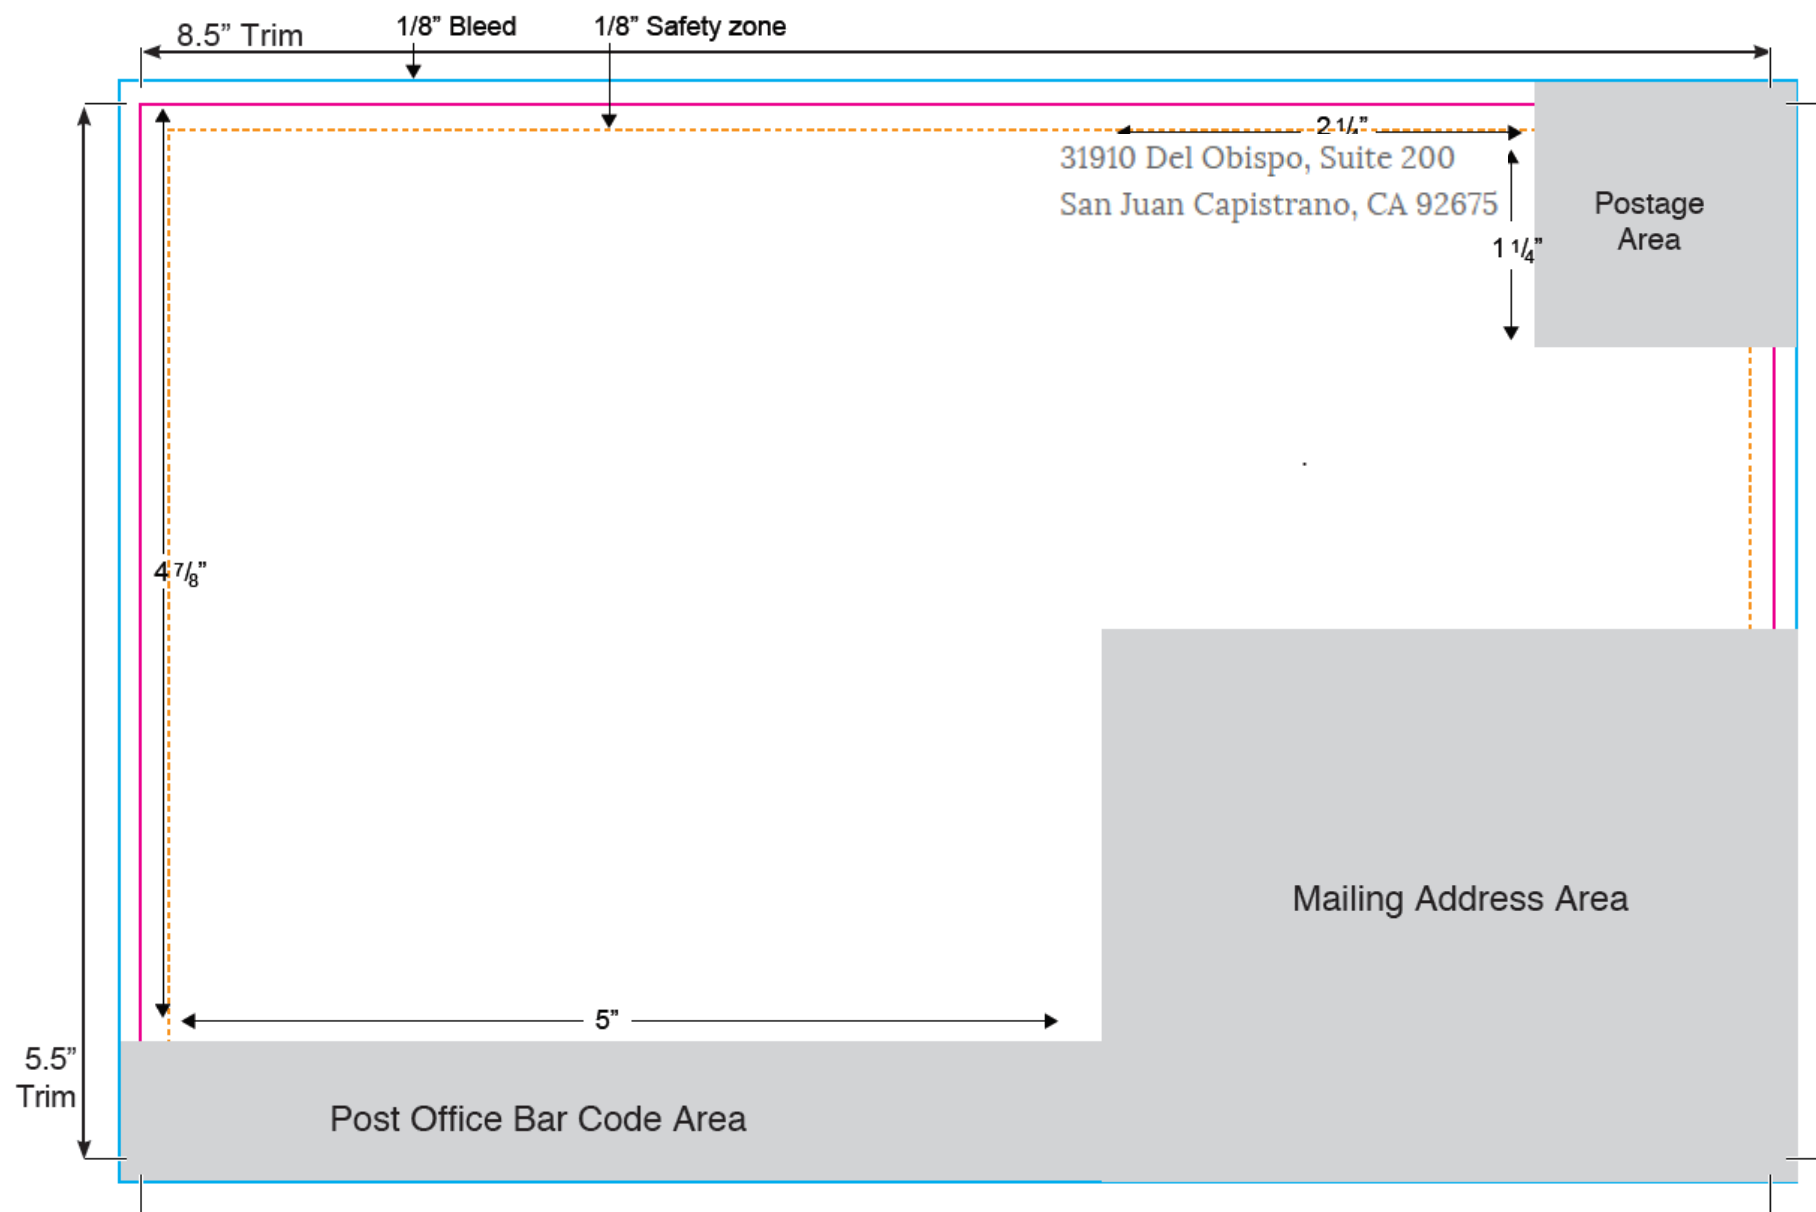 8.5” Trim
1/8” Bleed
1/8” Safety zone
2 1/4”
31910 Del Obispo, Suite 200
San Juan Capistrano, CA 92675
1 1/4”
Postage
Area
4 7/8”
Mailing Address Area
5”
5.5”
Trim
Post Office Bar Code Area